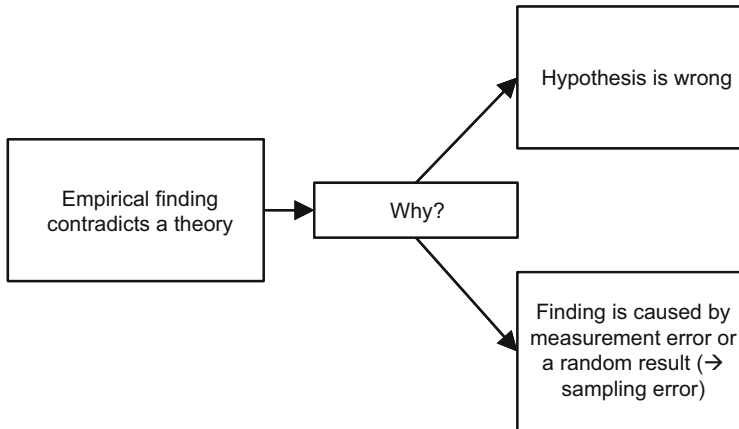 Hypothesis is wrong
Empirical finding
contradicts a theory
Why?
Finding is caused by
measurement error or
a random result (→
sampling error)